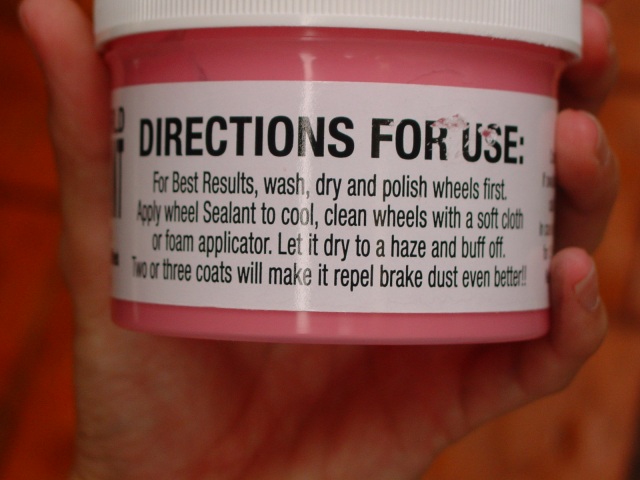 DIRECTIONS FOR USE:
For Best Results, wash, dry and polish wheels first.
Apply wheel Sealant to cool, clean wheels with a soft cloth
or foam applicator. Let it dry to a haze and buff off.
Two or three coats will make it repel brake dust even better!!